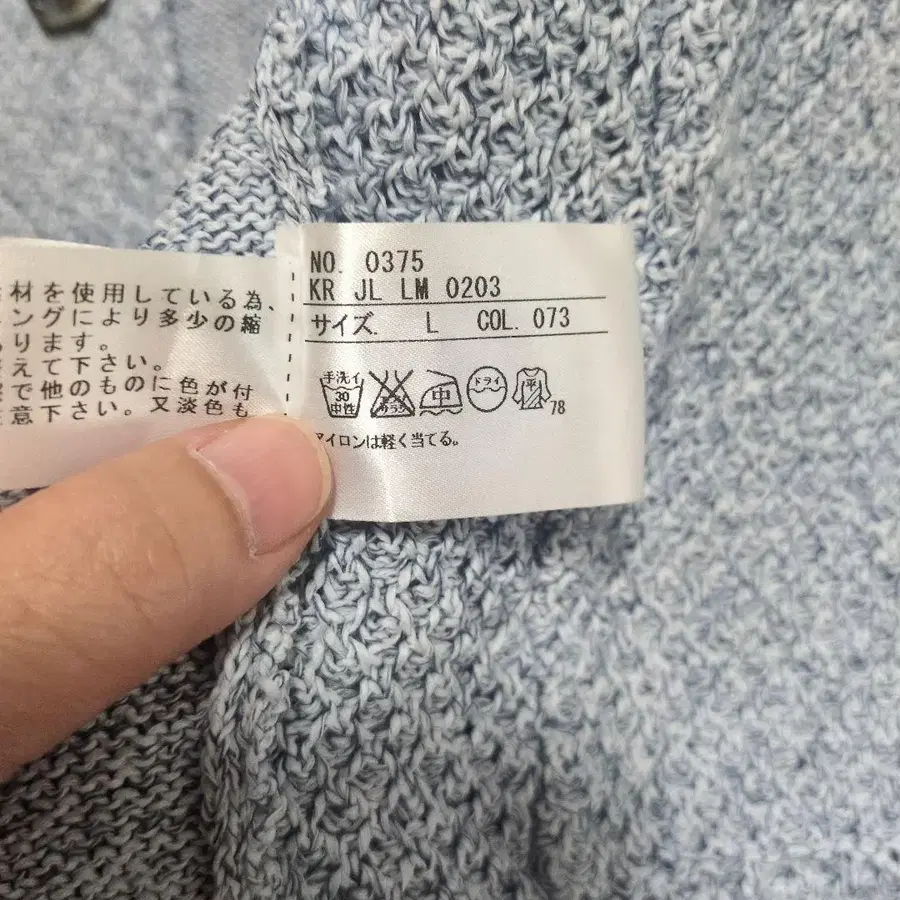 材を使用している為、
ングにより多少の縮
ります。
えて下さい。
で他のものに色が付
意下さい。又淡色も
NO. 0375
KR JL LM 0203
サイズ. L COL. 073
手洗イ 30 中性 中 ドライ 平 78
アイロンは軽く当てる。